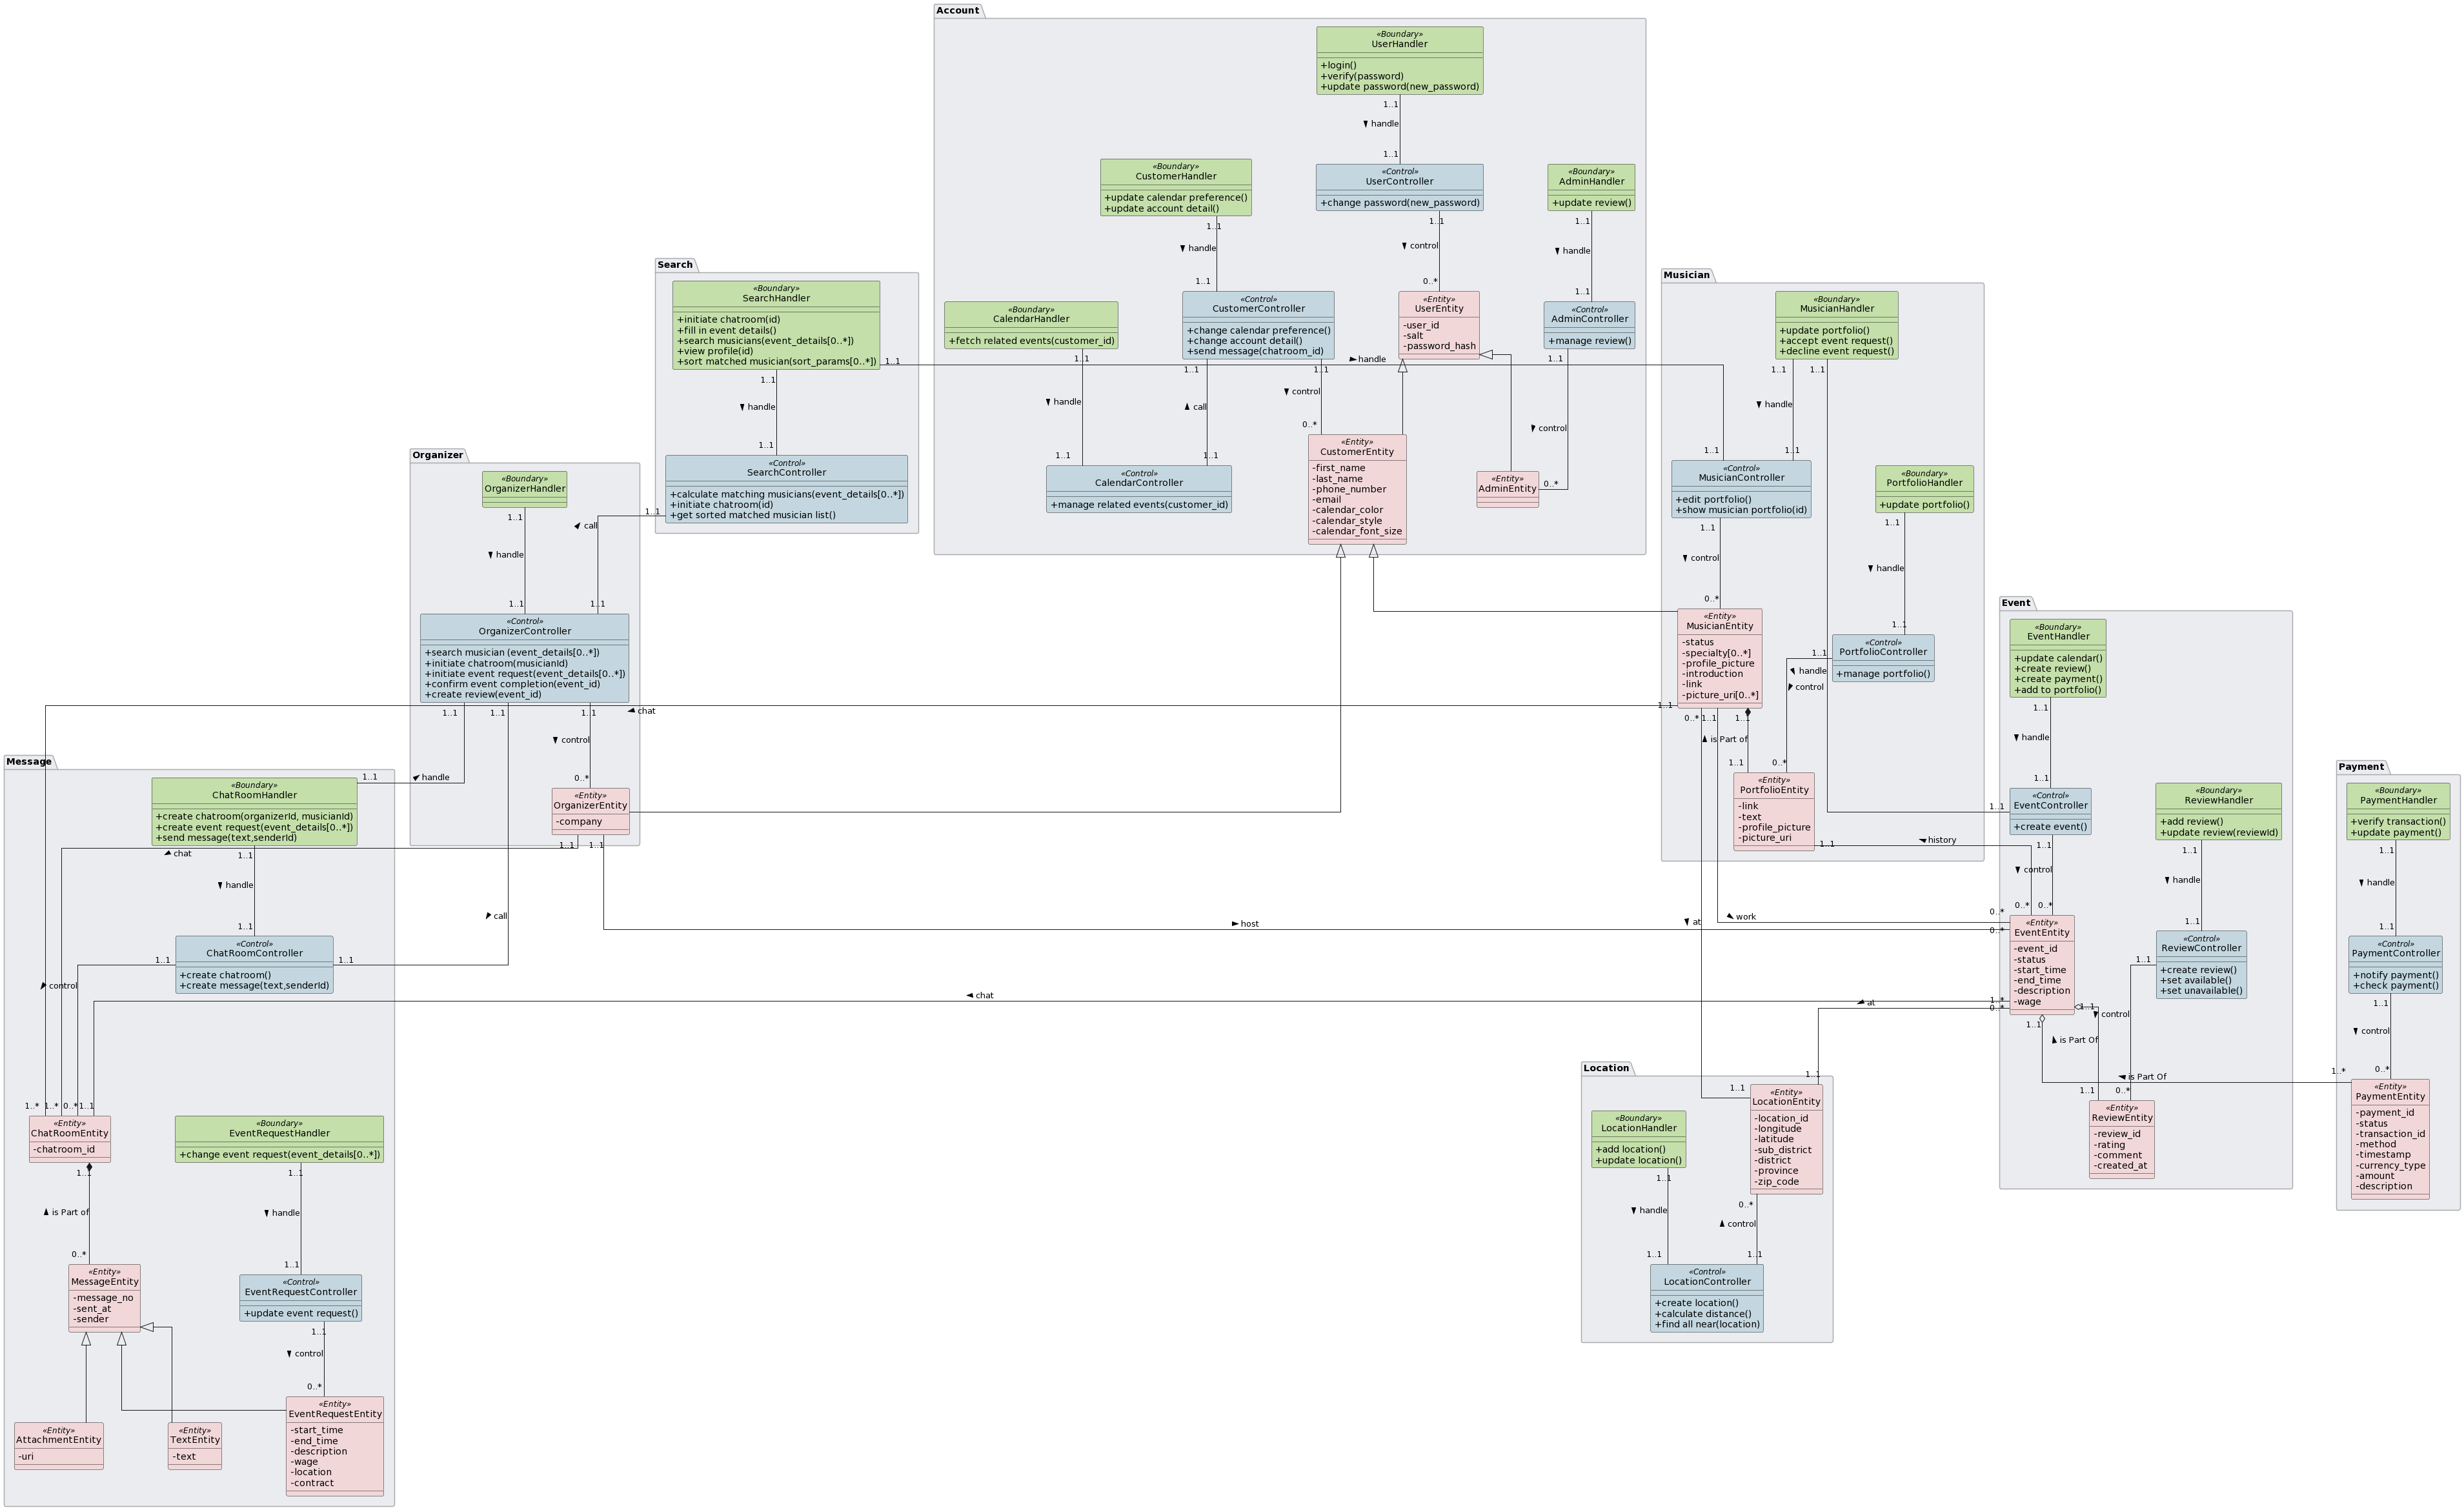 Account
«Boundary»
UserHandler
+login()
+verify(password)
+update password(new_password)
1..1
handle
1..1
«Boundary»
CustomerHandler
+update calendar preference()
+update account detail()
1..1
handle
1..1
«Control»
UserController
+change password(new_password)
1..1
control
0..*
«Boundary»
AdminHandler
+update review()
1..1
handle
1..1
«Boundary»
CalendarHandler
+fetch related events(customer_id)
1..1
handle
1..1
«Control»
CustomerController
+change calendar preference()
+change account detail()
+send message(chatroom_id)
1..1
call
1..1
1..1
control
0..*
«Entity»
UserEntity
-user_id
-salt
-password_hash
«Control»
AdminController
+manage review()
1..1
control
0..*
«Control»
CalendarController
+manage related events(customer_id)
«Entity»
CustomerEntity
-first_name
-last_name
-phone_number
-email
-calendar_color
-calendar_style
-calendar_font_size
«Entity»
AdminEntity
Search
«Boundary»
SearchHandler
+initiate chatroom(id)
+fill in event details()
+search musicians(event_details[0..*])
+view profile(id)
+sort matched musician(sort_params[0..*])
1..1
handle
1..1
1..1
handle
1..1
«Control»
SearchController
+calculate matching musicians(event_details[0..*])
+initiate chatroom(id)
+get sorted matched musician list()
1..1
call
1..1
Musician
«Boundary»
MusicianHandler
+update portfolio()
+accept event request()
+decline event request()
1..1
1..1
handle
1..1
«Control»
MusicianController
+edit portfolio()
+show musician portfolio(id)
1..1
control
0..*
«Boundary»
PortfolioHandler
+update portfolio()
1..1
handle
1..1
«Entity»
MusicianEntity
-status
-specialty[0..*]
-profile_picture
-introduction
-link
-picture_uri[0..*]
«Control»
PortfolioController
+manage portfolio()
1..1
handle
control
1..1
0..*
1..1
1..1
is Part of
1..1
0..*
«Entity»
PortfolioEntity
-link
-text
-profile_picture
-picture_uri
1..1
history
Organizer
«Boundary»
OrganizerHandler
1..1
handle
1..1
«Control»
OrganizerController
+search musician (event_details[0..*])
+initiate chatroom(musicianId)
+initiate event request(event_details[0..*])
+confirm event completion(event_id)
+create review(event_id)
1..1
1..1
1..1
chat
control
0..*
«Entity»
OrganizerEntity
-company
1..1
1..1
call
host
Event
«Boundary»
EventHandler
+update calendar()
+create review()
+create payment()
+add to portfolio()
1..1
handle
1..1
«Control»
EventController
+create event()
1..1
1..1
control
0..*
0..*
«Boundary»
ReviewHandler
+add review()
+update review(reviewId)
1..1
handle
1..1
«Entity»
EventEntity
-event_id
-status
-start_time
-end_time
-description
-wage
0..*
0..*
1..*
0..*
at
work
at
1..1
1..1
«Control»
ReviewController
+create review()
+set available()
+set unavailable()
1..1
control
is Part Of
is Part Of
1..1
0..*
«Entity»
ReviewEntity
-review_id
-rating
-comment
-created_at
Payment
«Boundary»
PaymentHandler
+verify transaction()
+update payment()
1..1
handle
1..1
«Control»
PaymentController
+notify payment()
+check payment()
1..1
control
0..*
1..*
«Entity»
PaymentEntity
-payment_id
-status
-transaction_id
-method
-timestamp
-currency_type
-amount
-description
Message
«Boundary»
ChatRoomHandler
+create chatroom(organizerId, musicianId)
+create event request(event_details[0..*])
+send message(text,senderId)
1..1
handle
chat
1..1
handle
1..1
«Control»
ChatRoomController
+create chatroom()
+create message(text,senderId)
1..1
1..1
control
chat
1..*
1..*
0..*
1..1
«Entity»
ChatRoomEntity
-chatroom_id
1..1
is Part of
0..*
«Boundary»
EventRequestHandler
+change event request(event_details[0..*])
1..1
handle
1..1
«Entity»
MessageEntity
-message_no
-sent_at
-sender
«Control»
EventRequestController
+update event request()
1..1
control
0..*
«Entity»
AttachmentEntity
-uri
«Entity»
TextEntity
-text
«Entity»
EventRequestEntity
-start_time
-end_time
-description
-wage
-location
-contract
Location
1..1
1..1
«Entity»
LocationEntity
-location_id
-longitude
-latitude
-sub_district
-district
-province
-zip_code
«Boundary»
LocationHandler
+add location()
+update location()
1..1
handle
1..1
0..*
control
1..1
«Control»
LocationController
+create location()
+calculate distance()
+find all near(location)